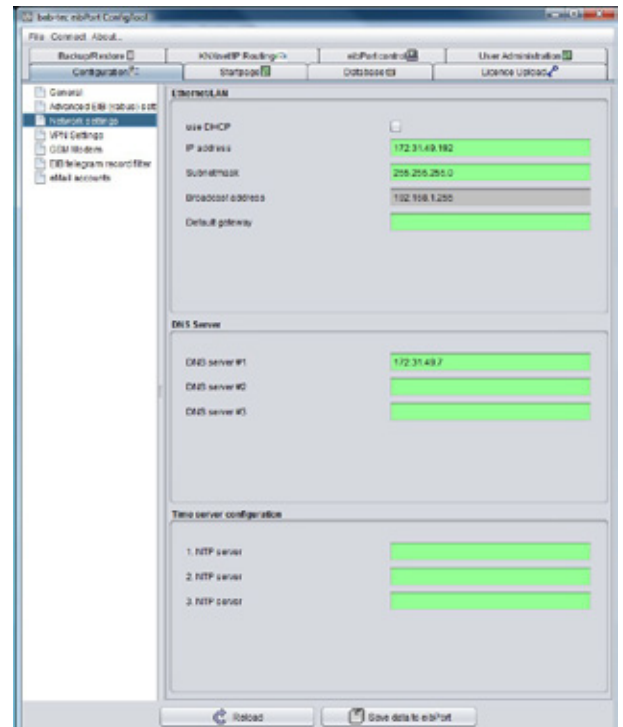 bab-tec eibPort ConfigTool
File Connect About..
Backup/Restore KNXnet/IP Routing eibPort control User Administration
Configuration Startpage Database Licence Upload
General
Advanced EIB
Network settings
VPN Settings
GSM Modem
EIB telegram record filter
eMail accounts
Ethernet/LAN
use DHCP
IP address 172.31.49.192
Subnetmask 255.255.255.0
Broadcast address 192.168.1.255
Default gateway
DNS Server
DNS server #1 172.31.49.7
DNS server #2
DNS server #3
Time server configuration
1. NTP server
2. NTP server
3. NTP server
Reload Save data to eibPort